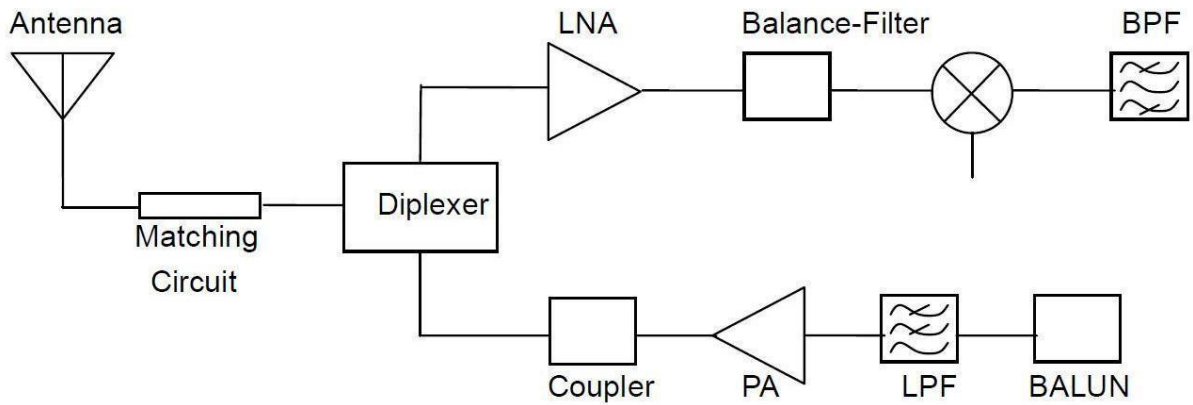 Antenna
LNA
Balance-Filter
BPF
Diplexer
Matching
Circuit
Coupler
PA
LPF
BALUN